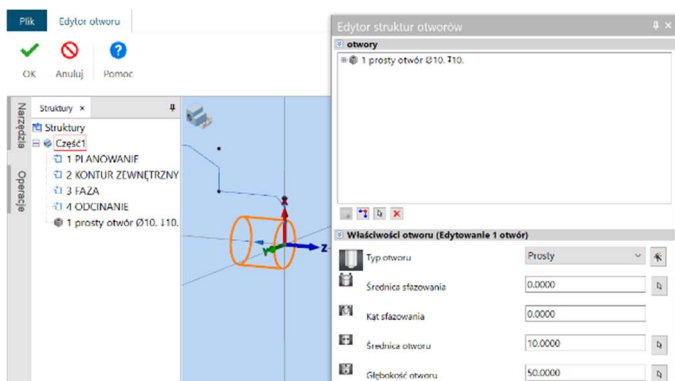 Plik
Edytor otworu
OK
Anuluj
Pomoc
Narzędzia
Operacje
Struktury ×
Struktury
Część1
1 PLANOWANIE
2 KONTUR ZEWNĘTRZNY
3 FAZA
4 ODCINANIE
1 prosty otwór Ø10. ↧10.
X
Y
Z
Edytor struktur otworów
otwory
1 prosty otwór Ø10. ↧10.
Właściwości otworu (Edytowanie 1 otwór)
Typ otworu Prosty
Średnica sfazowania 0.0000
Kąt sfazowania 0.0000
Średnica otworu 10.0000
Głębokość otworu 50.0000